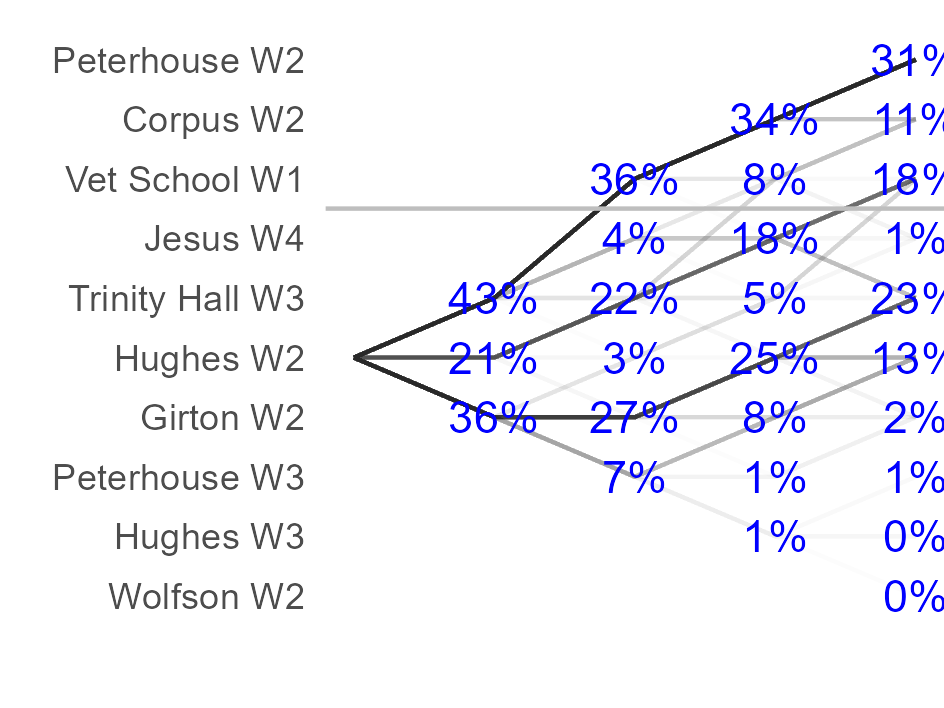 Peterhouse W2 31%
Corpus W2 34% 11%
Vet School W1 36% 8% 18%
Jesus W4 4% 18% 1%
Trinity Hall W3 43% 22% 5% 23%
Hughes W2 21% 3% 25% 13%
Girton W2 36% 27% 8% 2%
Peterhouse W3 7% 1% 1%
Hughes W3 1% 0%
Wolfson W2 0%